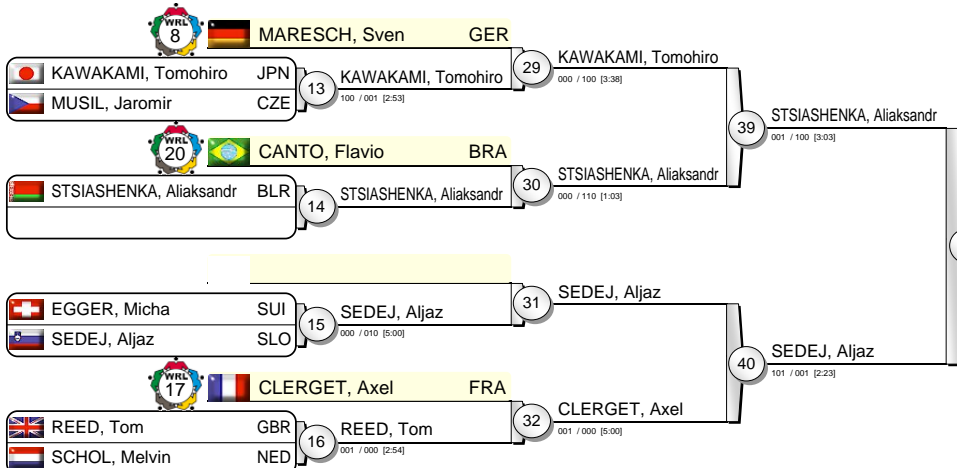 WRL
8
MARESCH, Sven GER
KAWAKAMI, Tomohiro JPN
MUSIL, Jaromir CZE
13
KAWAKAMI, Tomohiro
100 / 001 [2:53]
29
KAWAKAMI, Tomohiro
000 / 100 [3:38]
39
STSIASHENKA, Aliaksandr
001 / 100 [3:03]
WRL
20
CANTO, Flavio BRA
STSIASHENKA, Aliaksandr BLR
14
STSIASHENKA, Aliaksandr
30
STSIASHENKA, Aliaksandr
000 / 110 [1:03]
EGGER, Micha SUI
SEDEJ, Aljaz SLO
15
SEDEJ, Aljaz
000 / 010 [5:00]
31
SEDEJ, Aljaz
40
SEDEJ, Aljaz
101 / 001 [2:23]
WRL
17
CLERGET, Axel FRA
REED, Tom GBR
SCHOL, Melvin NED
16
REED, Tom
001 / 000 [2:54]
32
CLERGET, Axel
001 / 000 [5:00]